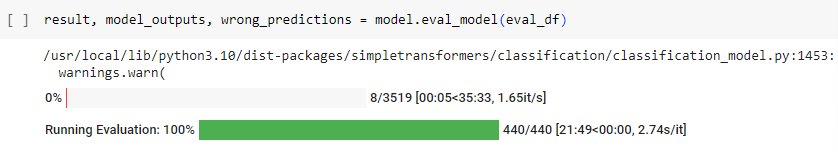 [ ] result, model_outputs, wrong_predictions = model.eval_model(eval_df)
/usr/local/lib/python3.10/dist-packages/simpletransformers/classification/classification_model.py:1453:
warnings.warn(
0% 8/3519 [00:05<35:33, 1.65it/s]
Running Evaluation: 100% 440/440 [21:49<00:00, 2.74s/it]